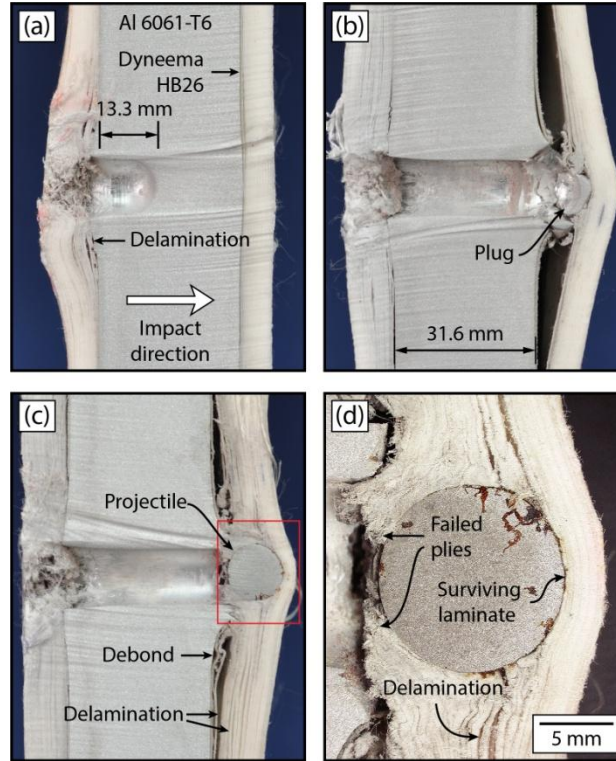 (a)
Al 6061-T6
Dyneema
HB26
13.3 mm
Delamination
Impact
direction
(b)
Plug
31.6 mm
(c)
Projectile
Debond
Delamination
(d)
Failed
plies
Surviving
laminate
Delamination
5 mm